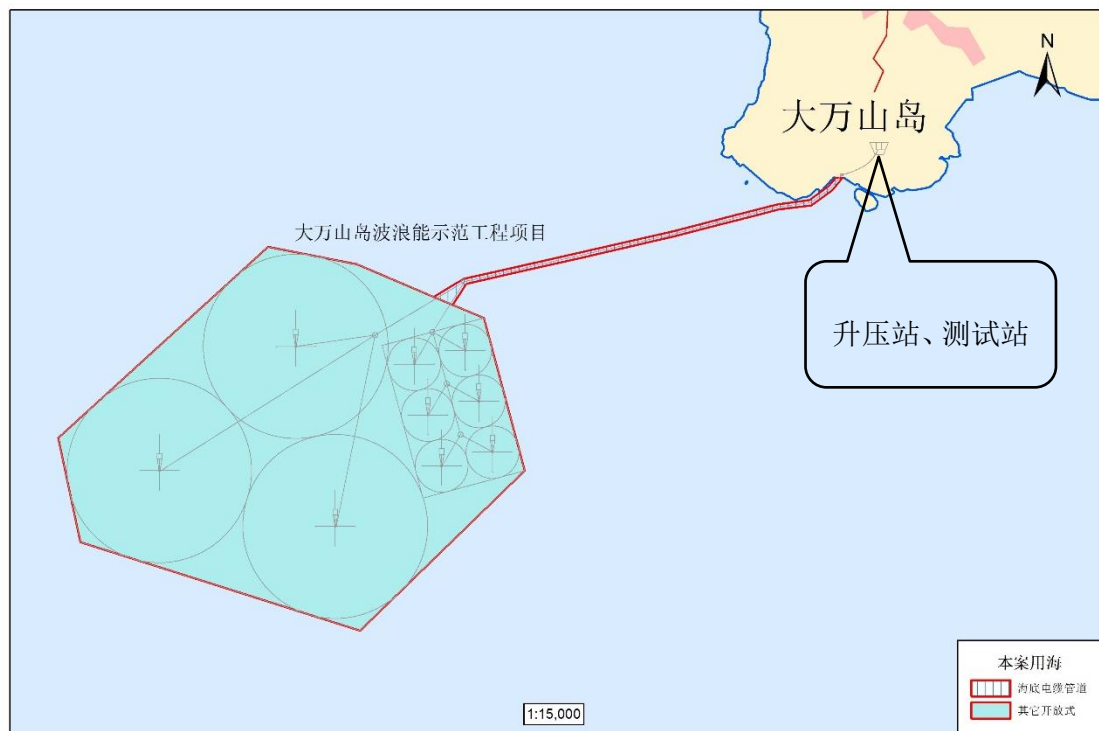 N
大万山岛
大万山岛波浪能示范工程项目
升压站、测试站
本案用海
海底电缆管道
其它开放式
1:15,000